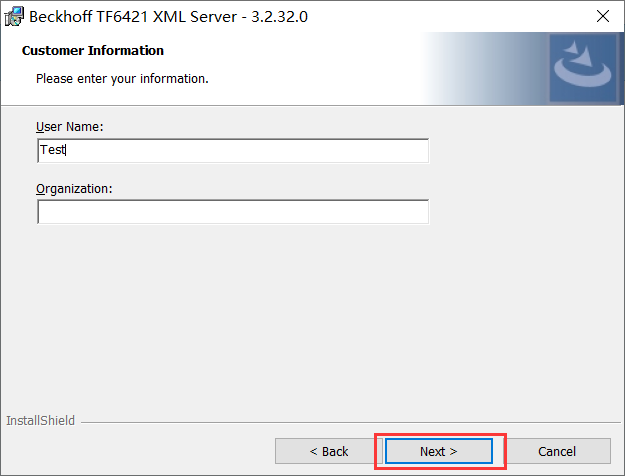 Beckhoff TF6421 XML Server - 3.2.32.0
Customer Information
Please enter your information.
User Name:
Test
Organization:
InstallShield
< Back
Next >
Cancel